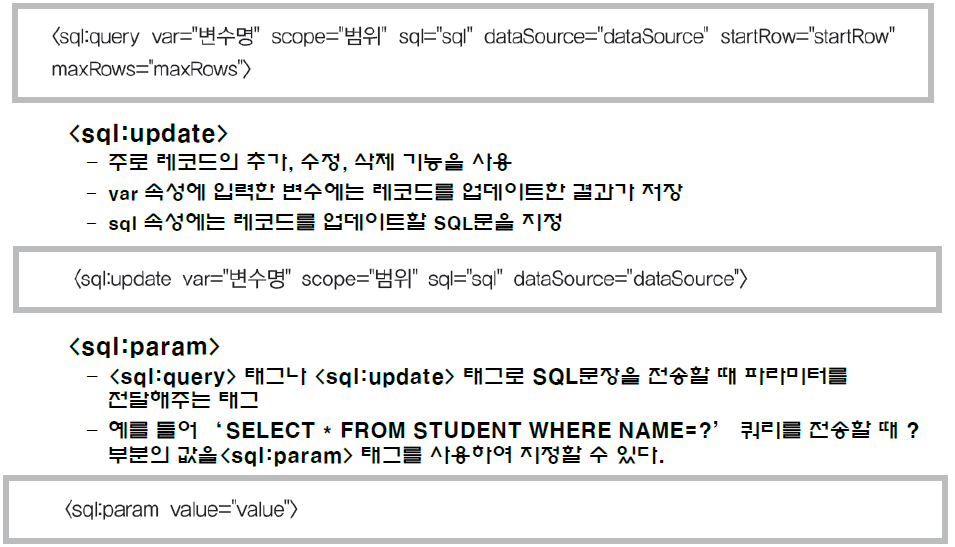 <sql:query var="변수명" scope="범위" sql="sql" dataSource="dataSource" startRow="startRow"
maxRows="maxRows">
<sql:update>
– 주로 레코드의 추가, 수정, 삭제 기능을 사용
– var 속성에 입력한 변수에는 레코드를 업데이트한 결과가 저장
– sql 속성에는 레코드를 업데이트할 SQL문을 지정
<sql:update var="변수명" scope="범위" sql="sql" dataSource="dataSource">
<sql:param>
– <sql:query> 태그나 <sql:update> 태그로 SQL문장을 전송할 때 파라미터를
전달해주는 태그
– 예를 들어 ‘SELECT * FROM STUDENT WHERE NAME=?’ 쿼리를 전송할 때 ?
부분의 값을<sql:param> 태그를 사용하여 지정할 수 있다.
<sql:param value="value">